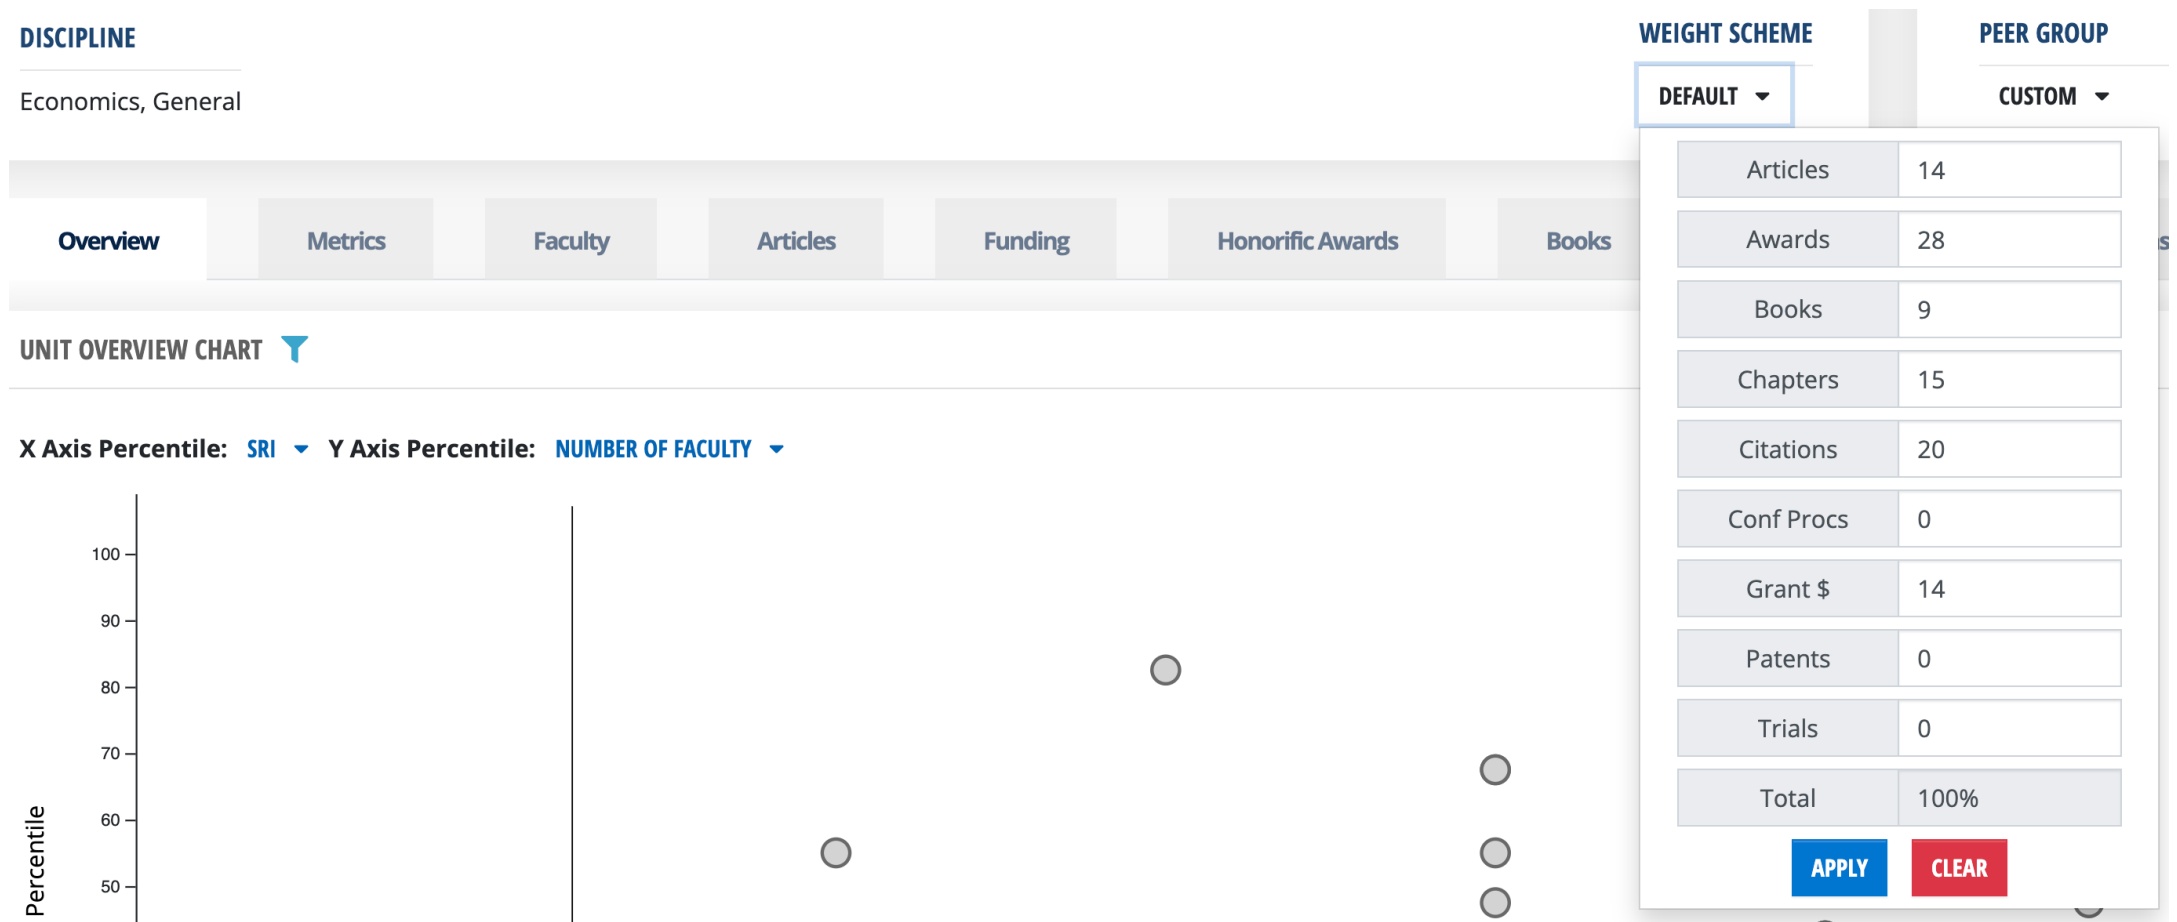 DISCIPLINE
WEIGHT SCHEME
PEER GROUP
Economics, General
DEFAULT
CUSTOM
Overview
Metrics
Faculty
Articles
Funding
Honorific Awards
Books
Articles 14
Awards 28
Books 9
Chapters 15
Citations 20
Conf Procs 0
Grant $ 14
Patents 0
Trials 0
Total 100%
APPLY CLEAR
UNIT OVERVIEW CHART
X Axis Percentile: SRI Y Axis Percentile: NUMBER OF FACULTY
100
90
80
70
60
50
Percentile